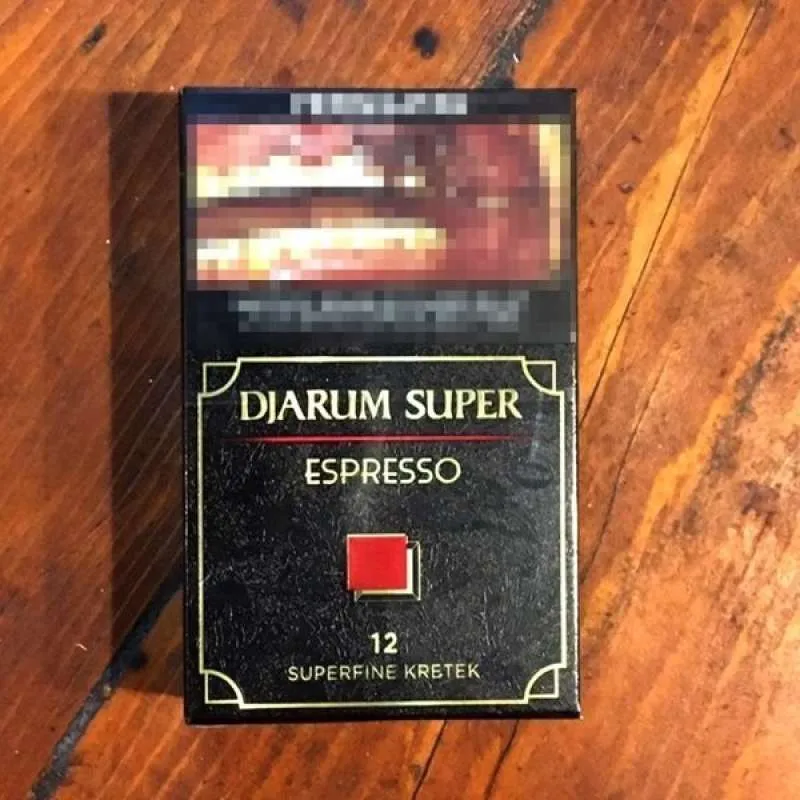 DJARUM SUPER
ESPRESSO
12
SUPERFINE KRETEK